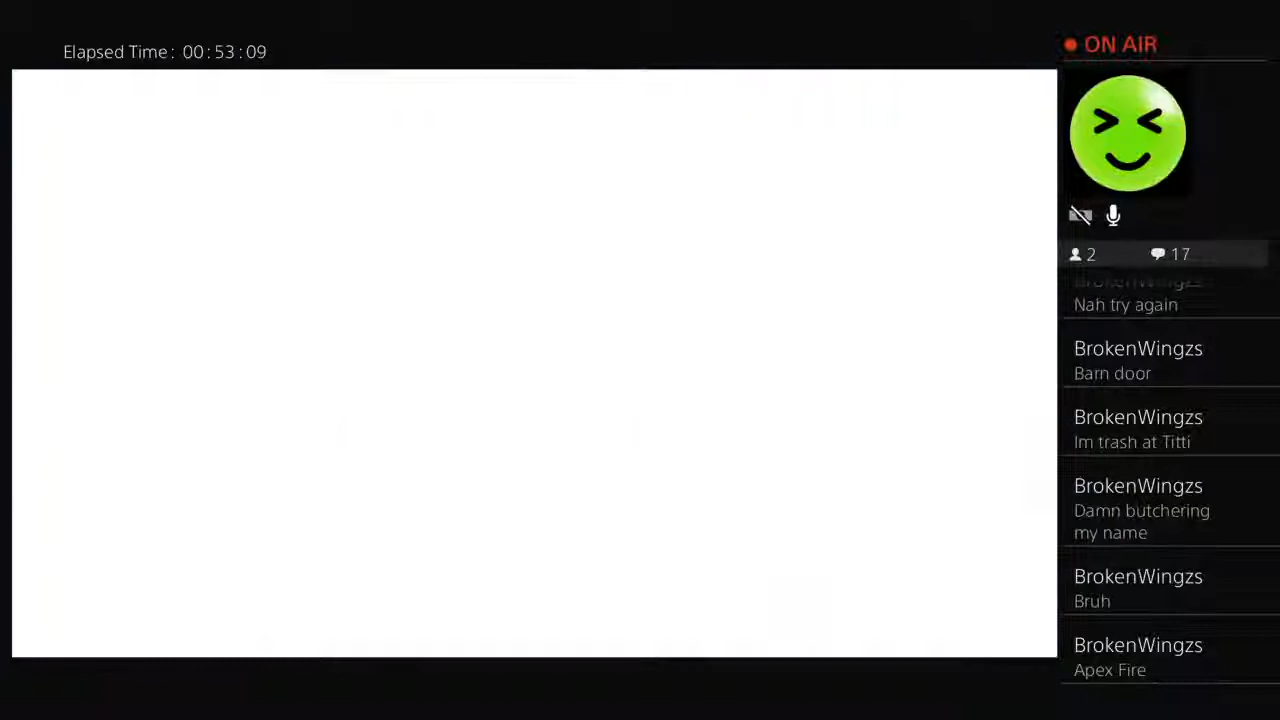 Elapsed Time: 00:53:09
ON AIR
2
17
BrokenWingzs
Nah try again
BrokenWingzs
Barn door
BrokenWingzs
Im trash at Titti
BrokenWingzs
Damn butchering
my name
BrokenWingzs
Bruh
BrokenWingzs
Apex Fire